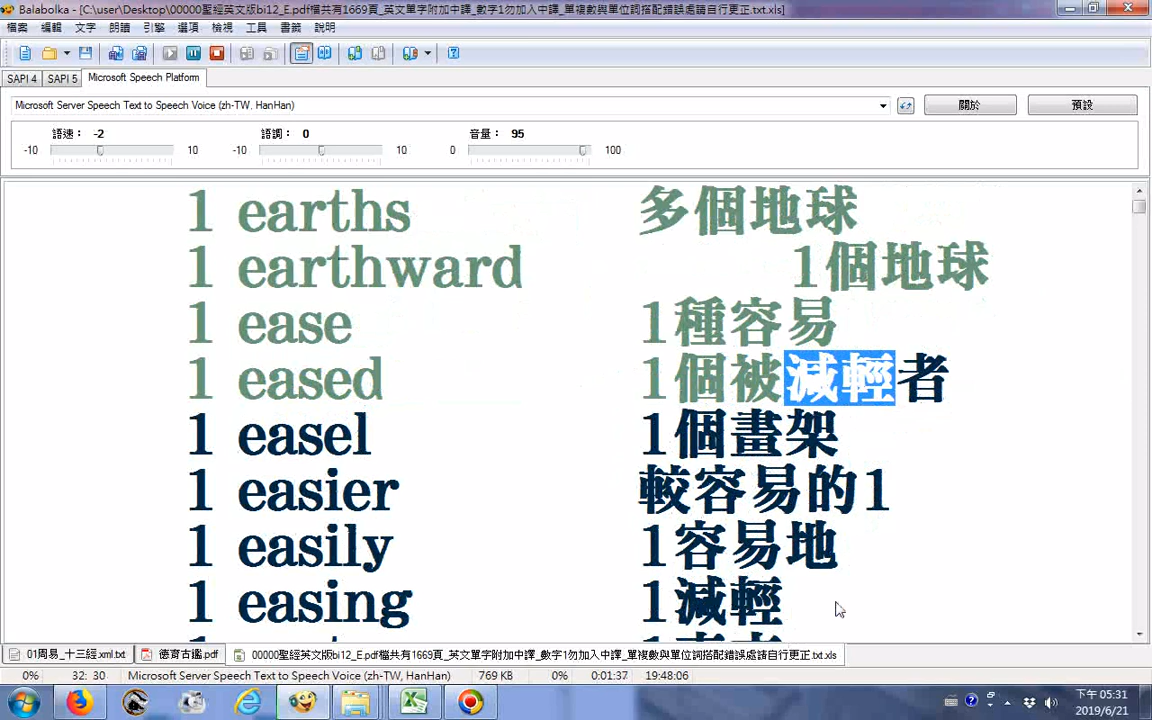 Balabolka - [C:\user\Desktop\00000聖經英文版bi12_E.pdf檔共有1669頁_英文單字附加中譯_數字1勿加入中譯_單複數與單位詞搭配錯誤處請自行更正.txt.xls]
檔案 編輯 文字 朗讀 引擎 選項 檢視 工具 書籤 說明
SAPI 4 SAPI 5 Microsoft Speech Platform
Microsoft Server Speech Text to Speech Voice (zh-TW, HanHan) 關於 預設
語速： -2 語調： 0 音量： 95
-10 10 -10 10 0 100
1 earths 多個地球
1 earthward 1個地球
1 ease 1種容易
1 eased 1個被減輕者
1 easel 1個畫架
1 easier 較容易的1
1 easily 1容易地
1 easing 1減輕
01周易_十三經.xml.txt 德育古鑑.pdf 00000聖經英文版bi12_E.pdf檔共有1669頁_英文單字附加中譯_數字1勿加入中譯_單複數與單位詞搭配錯誤處請自行更正.txt.xls
0% 32: 30 Microsoft Server Speech Text to Speech Voice (zh-TW, HanHan) 769 KB 0% 0:01:37 19:48:06
下午 05:31
2019/6/21